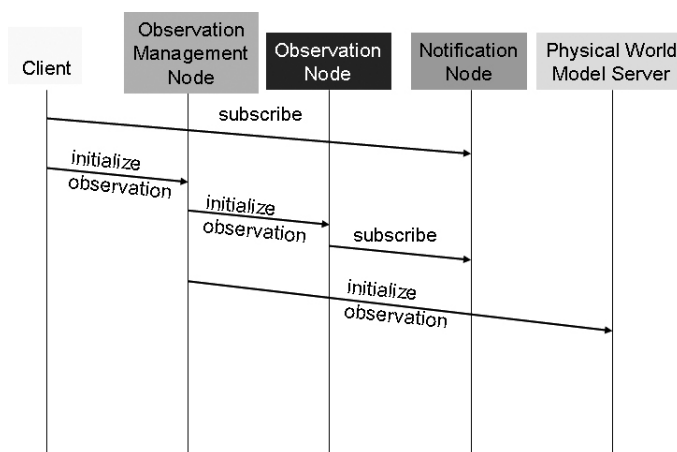 Client
Observation
Management
Node
Observation
Node
Notification
Node
Physical World
Model Server
subscribe
initialize
observation
initialize
observation
subscribe
initialize
observation